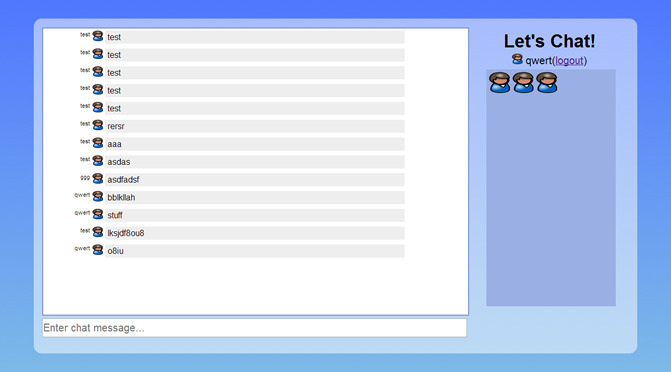 test test
test test
test test
test test
test test
test rersr
test aaa
test asdas
ggg asdfadsf
qwert bblkllah
qwert stuff
test lksjdf8ou8
qwert o8iu
Enter chat message...
Let's Chat!
qwert(logout)